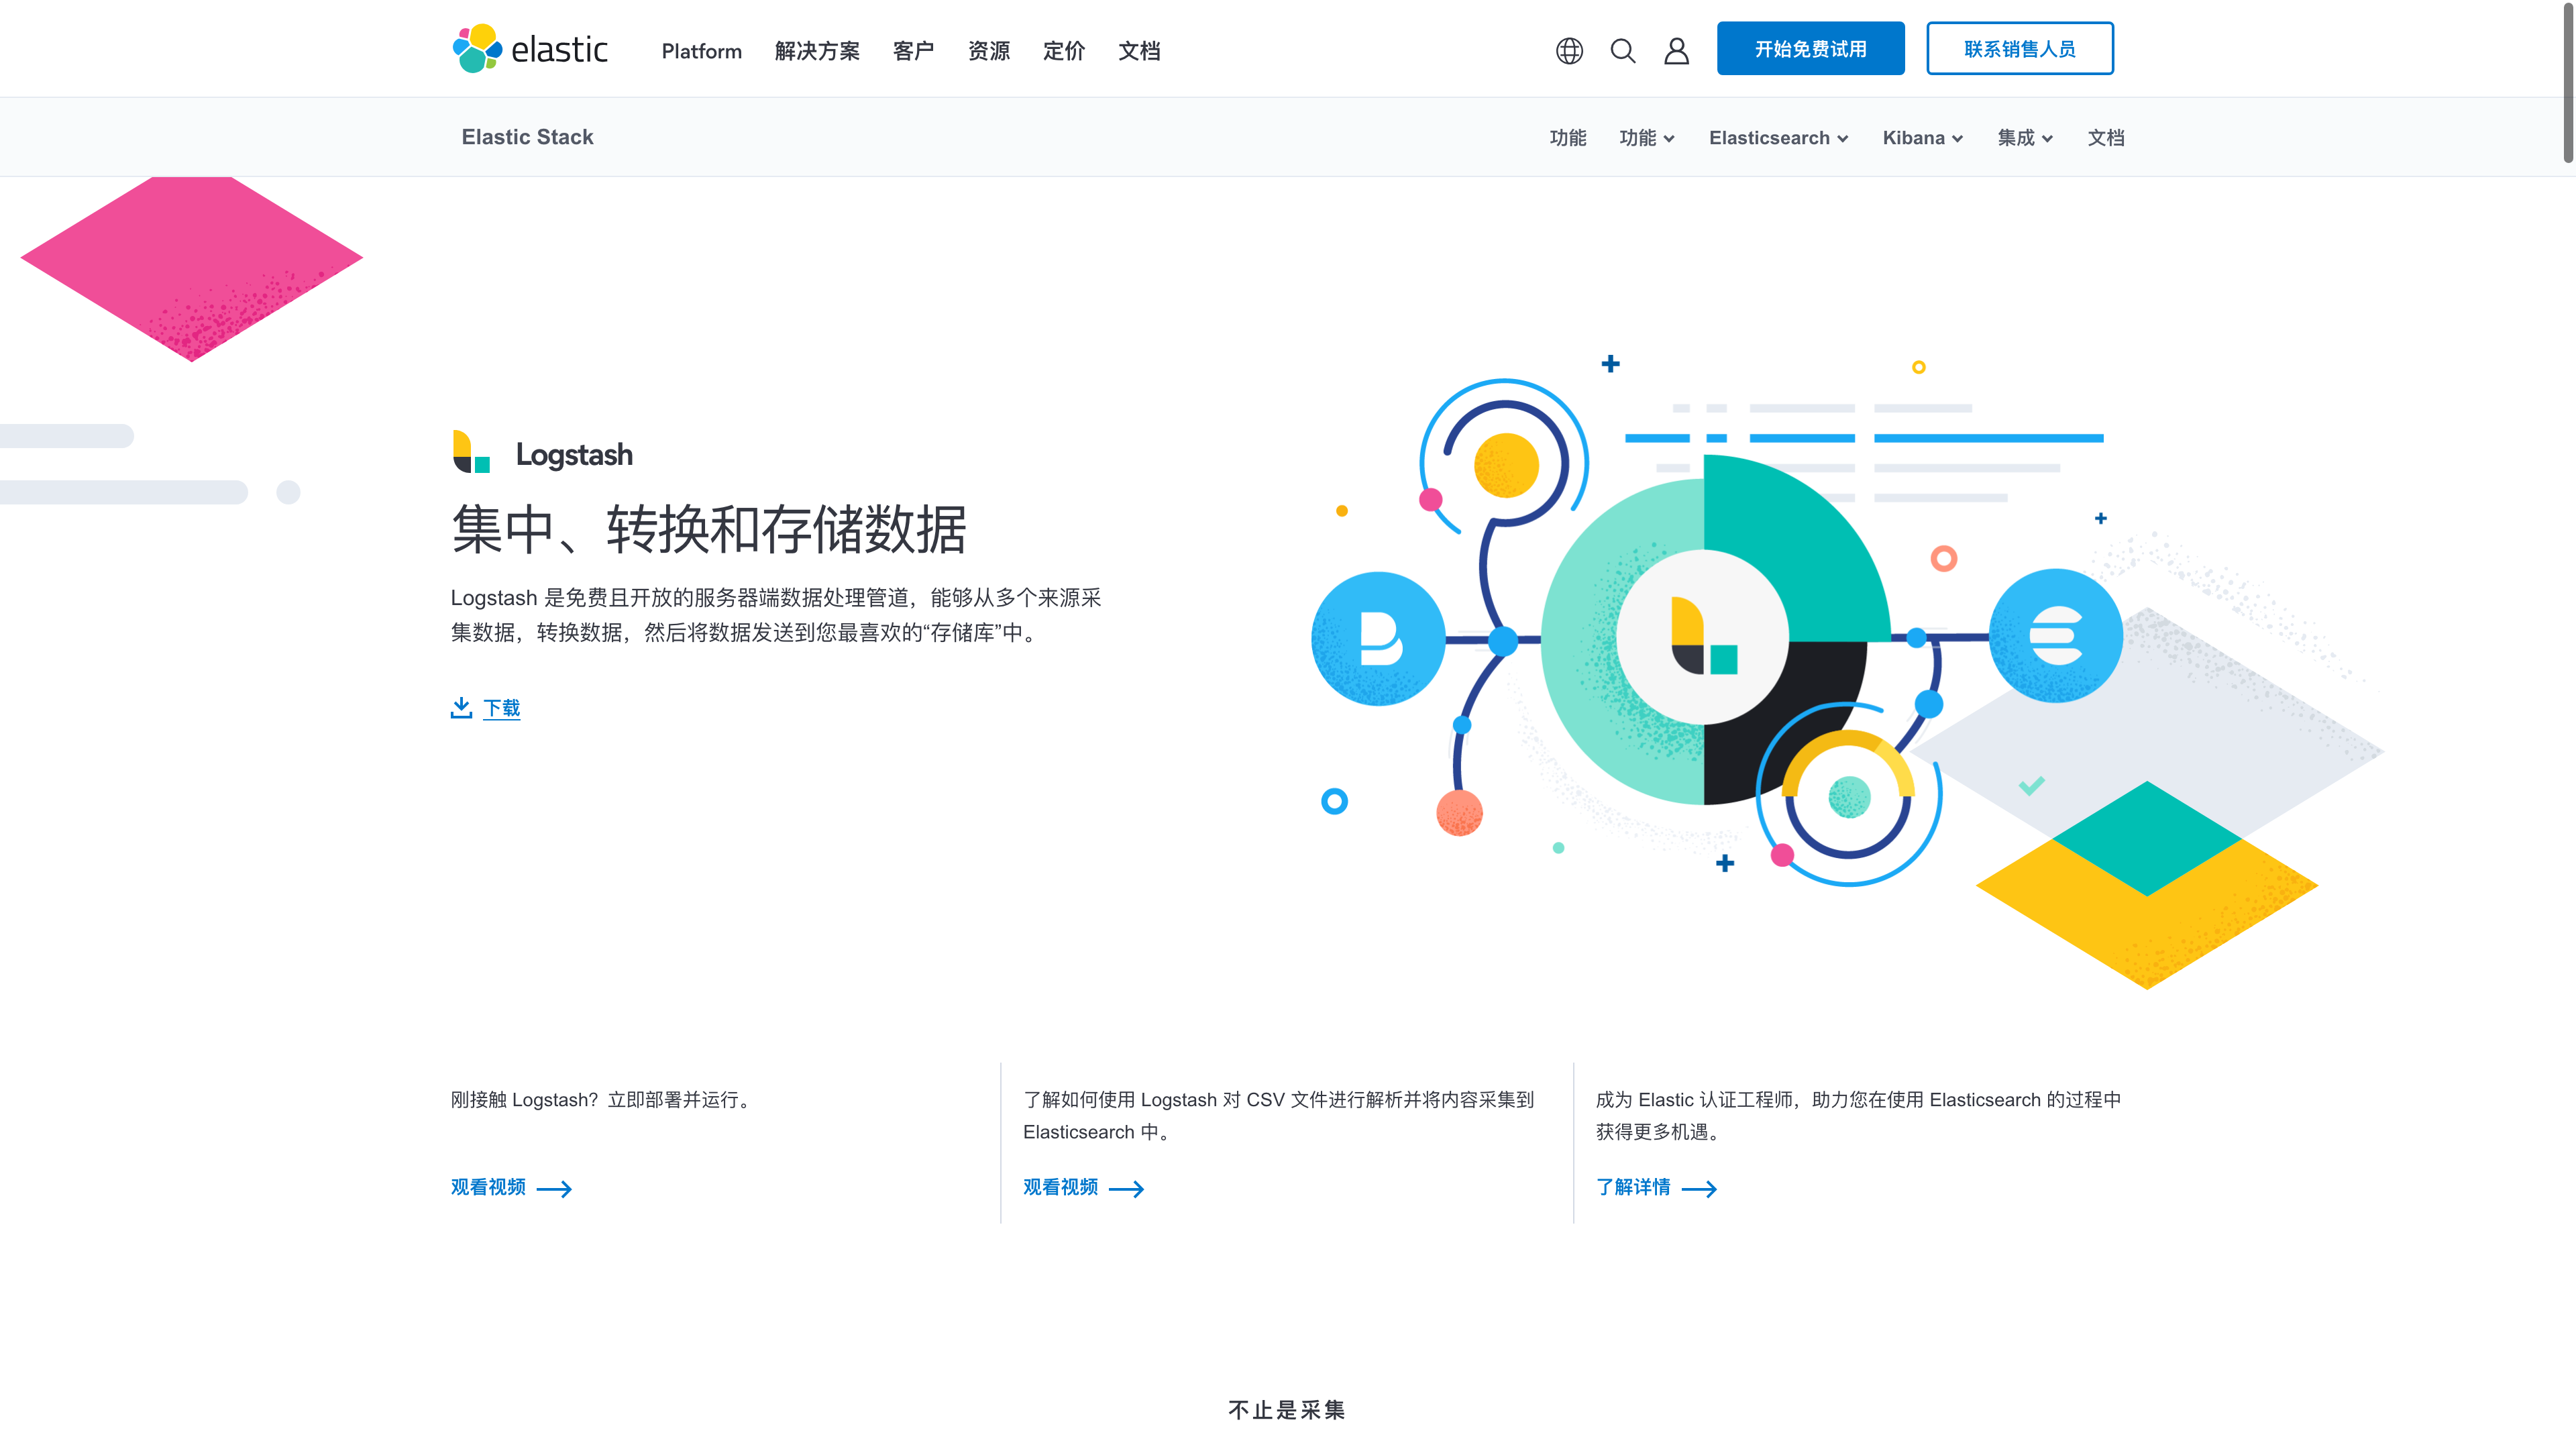 elastic
Platform 解决方案 客户 资源 定价 文档
开始免费试用 联系销售人员
Elastic Stack
功能 功能 Elasticsearch Kibana 集成 文档
Logstash
集中、转换和存储数据
Logstash 是免费且开放的服务器端数据处理管道，能够从多个来源采
集数据，转换数据，然后将数据发送到您最喜欢的“存储库”中。
下载
刚接触 Logstash？立即部署并运行。
观看视频
了解如何使用 Logstash 对 CSV 文件进行解析并将内容采集到
Elasticsearch 中。
观看视频
成为 Elastic 认证工程师，助力您在使用 Elasticsearch 的过程中
获得更多机遇。
了解详情
不止是采集